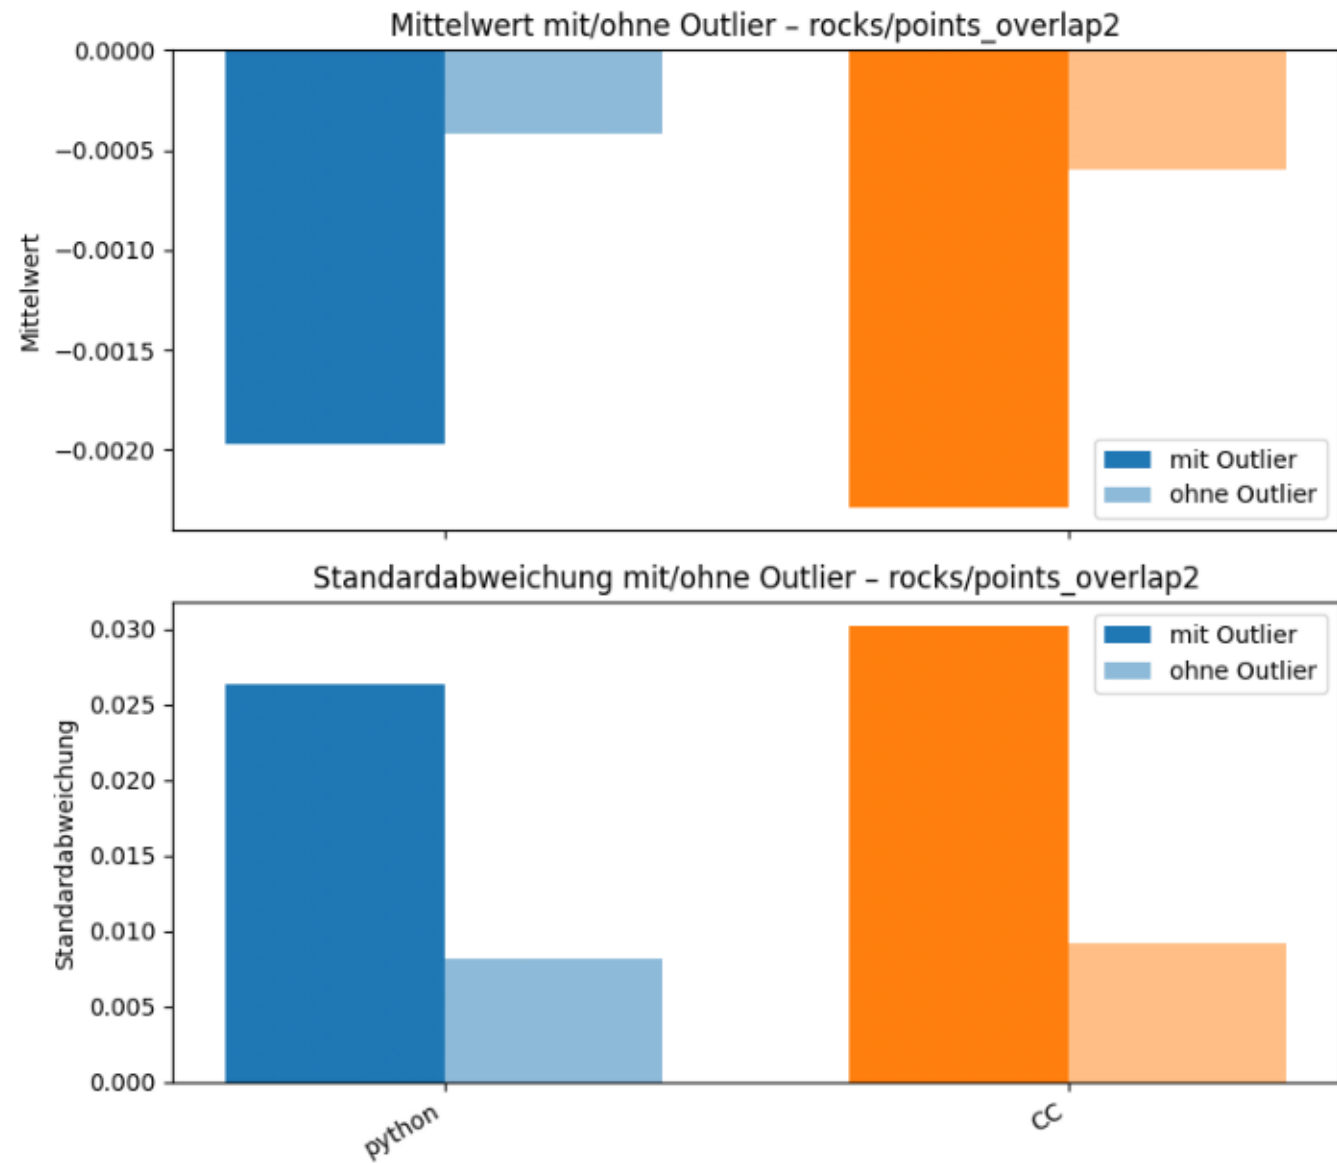 Mittelwert mit/ohne Outlier – rocks/points_overlap2
0.0000
−0.0005
−0.0010
−0.0015
−0.0020
Mittelwert
mit Outlier
ohne Outlier
Standardabweichung mit/ohne Outlier – rocks/points_overlap2
0.030
0.025
0.020
0.015
0.010
0.005
0.000
Standardabweichung
mit Outlier
ohne Outlier
python
CC